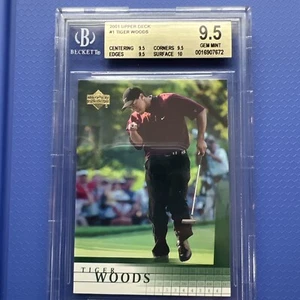 BECKETT
2001 UPPER DECK
#1 TIGER WOODS
CENTERING 9.5 CORNERS 9.5
EDGES 9.5 SURFACE 10
9.5
GEM MINT
0016907672
TIGER
WOODS